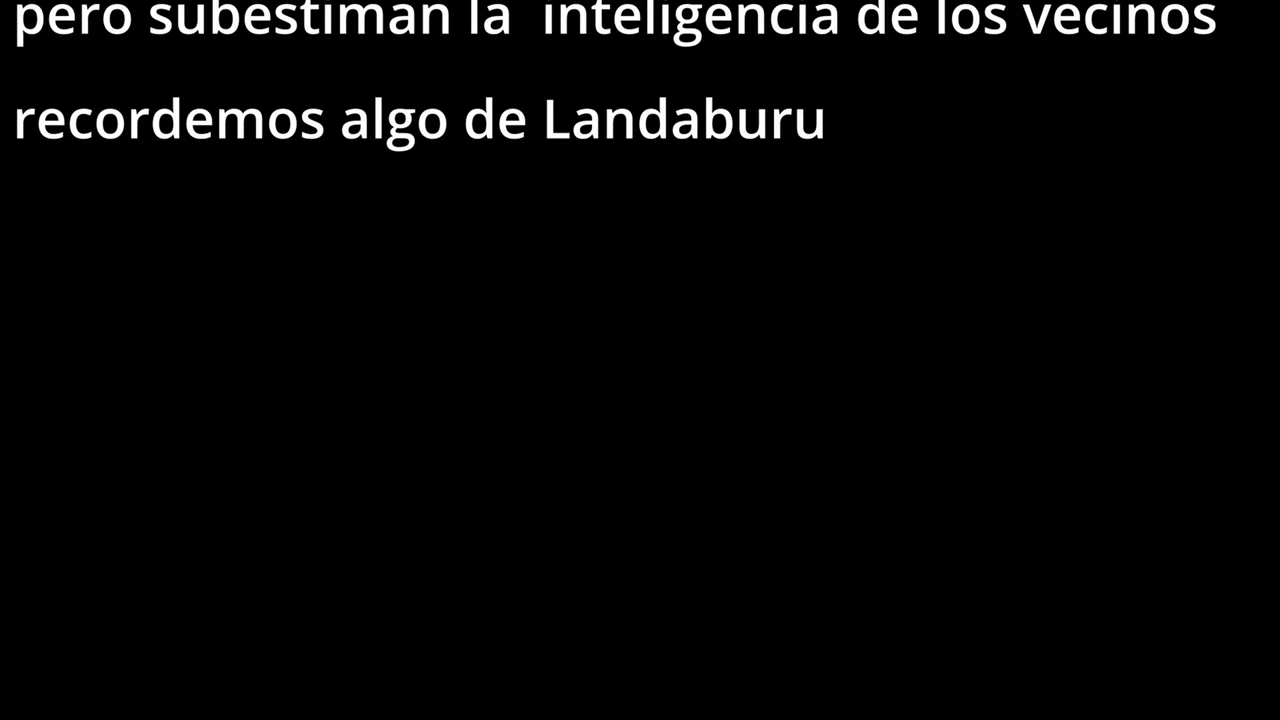 pero subestiman la  inteligencia de los vecinos
recordemos algo de Landaburu